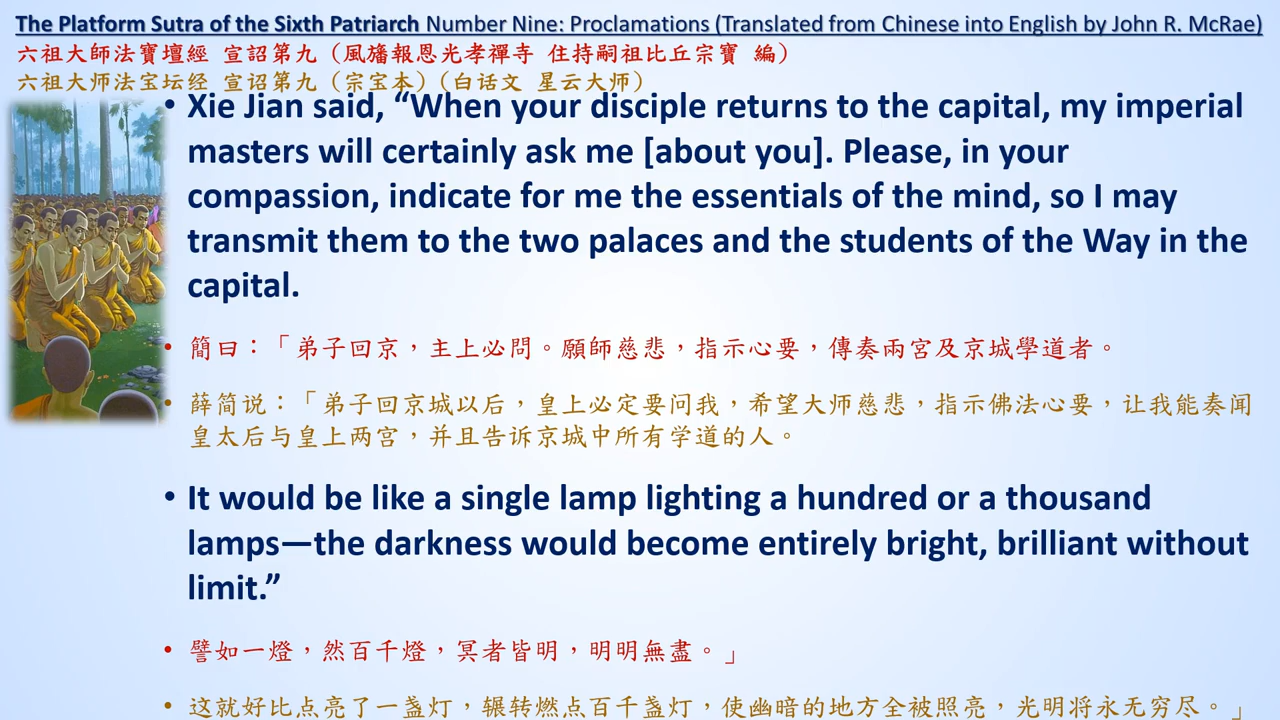 The Platform Sutra of the Sixth Patriarch Number Nine: Proclamations (Translated from Chinese into English by John R. McRae)
六祖大師法寶壇經 宣詔第九 (風旛報恩光孝禪寺 住持嗣祖比丘宗寶 編)
六祖大师法宝坛经 宣诏第九 (宗宝本) (白话文 星云大师)
• Xie Jian said, “When your disciple returns to the capital, my imperial
masters will certainly ask me [about you]. Please, in your
compassion, indicate for me the essentials of the mind, so I may
transmit them to the two palaces and the students of the Way in the
capital.
• 簡曰：「弟子回京，主上必問。願師慈悲，指示心要，傳奏兩宮及京城學道者。
• 薛简说：「弟子回京城以后，皇上必定要问我，希望大师慈悲，指示佛法心要，让我能奏闻
皇太后与皇上两宫，并且告诉京城中所有学道的人。
• It would be like a single lamp lighting a hundred or a thousand
lamps—the darkness would become entirely bright, brilliant without
limit.”
• 譬如一燈，然百千燈，冥者皆明，明明無盡。」
• 这就好比点亮了一盏灯，辗转燃点百千盏灯，使幽暗的地方全被照亮，光明将永无穷尽。」